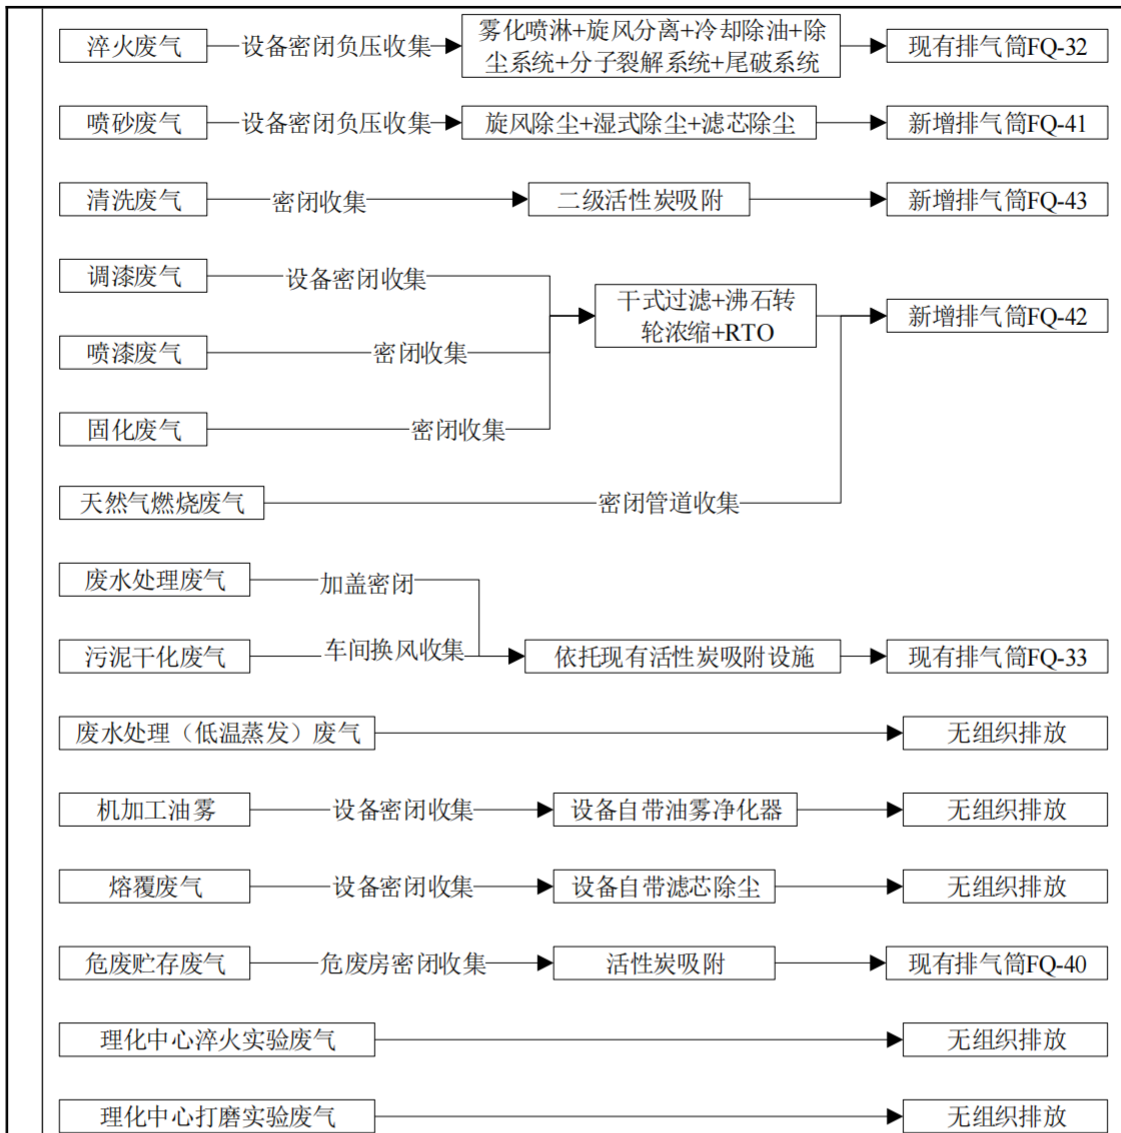 淬火废气
设备密闭负压收集
雾化喷淋+旋风分离+冷却除油+除
尘系统+分子裂解系统+尾破系统
现有排气筒FQ-32
喷砂废气
设备密闭负压收集
旋风除尘+湿式除尘+滤芯除尘
新增排气筒FQ-41
清洗废气
密闭收集
二级活性炭吸附
新增排气筒FQ-43
调漆废气
设备密闭收集
干式过滤+沸石转
轮浓缩+RTO
新增排气筒FQ-42
喷漆废气
密闭收集
固化废气
密闭收集
天然气燃烧废气
密闭管道收集
废水处理废气
加盖密闭
污泥干化废气
车间换风收集
依托现有活性炭吸附设施
现有排气筒FQ-33
废水处理（低温蒸发）废气
无组织排放
机加工油雾
设备密闭收集
设备自带油雾净化器
无组织排放
熔覆废气
设备密闭收集
设备自带滤芯除尘
无组织排放
危废贮存废气
危废房密闭收集
活性炭吸附
现有排气筒FQ-40
理化中心淬火实验废气
无组织排放
理化中心打磨实验废气
无组织排放